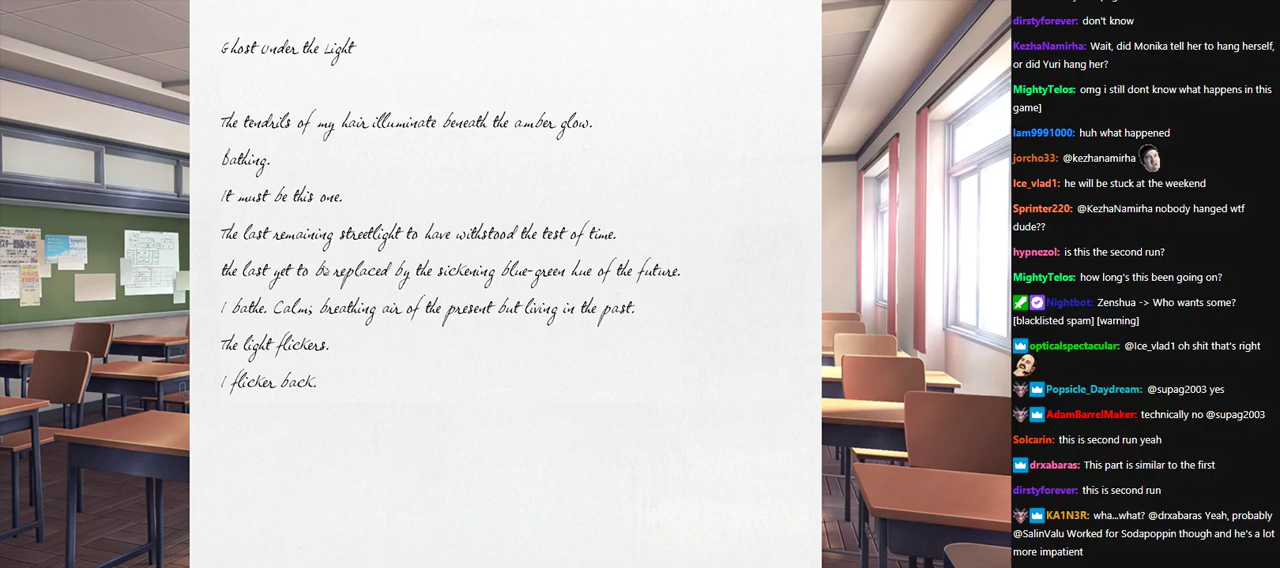 Ghost Under the Light
The tendrils of my hair illuminate beneath the amber glow.
Bathing.
It must be this one.
The last remaining streetlight to have withstood the test of time.
the last yet to be replaced by the sickening blue-green hue of the future.
I bathe. Calm; breathing air of the present but living in the past.
The light flickers.
I flicker back.
dirstyforever: don't know
KezhaNamirha: Wait, did Monika tell her to hang herself,
or did Yuri hang her?
MightyTelos: omg i still dont know what happens in this
game]
lam9991000: huh what happened
jorcho33: @kezhanamirha
Ice_vlad1: he will be stuck at the weekend
Sprinter220: @KezhaNamirha nobody hanged wtf
dude??
hypnezol: is this the second run?
MightyTelos: how long's this been going on?
Nightbot: Zenshua -> Who wants some?
[blacklisted spam] [warning]
opticalspectacular: @Ice_vlad1 oh shit that's right
Popsicle_Daydream: @supag2003 yes
AdamBarrelMaker: technically no @supag2003
Solcarin: this is second run yeah
drxabaras: This part is similar to the first
dirstyforever: this is second run
KA1N3R: wha...what? @drxabaras Yeah, probably
@SalinValu Worked for Sodapoppin though and he's a lot
more impatient